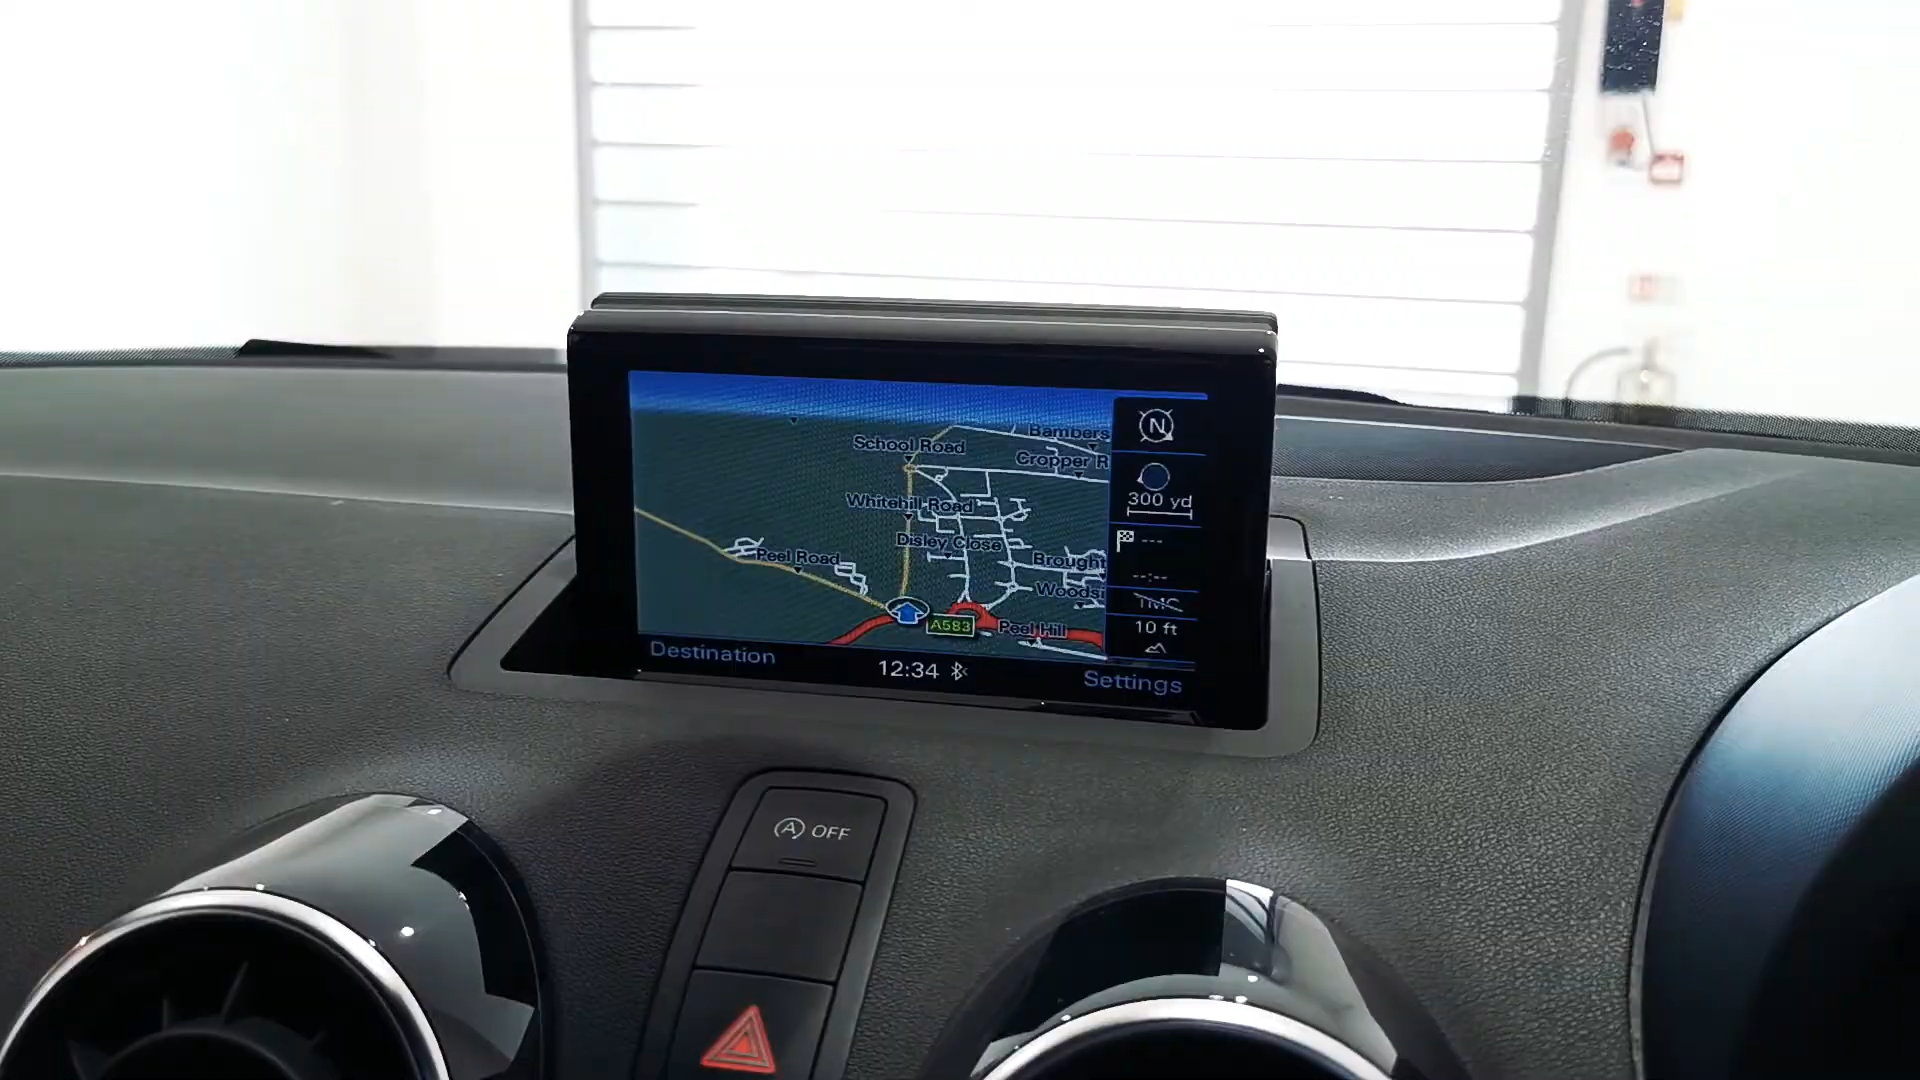 School Road
Bambers
Cropper R
N
300 yd
Whitehill Road
Disley Close
Peel Road
Brought
Woodsi
---
--:--
TMC
A583
Peel Hill
10 ft
Destination
12:34
Settings
A OFF